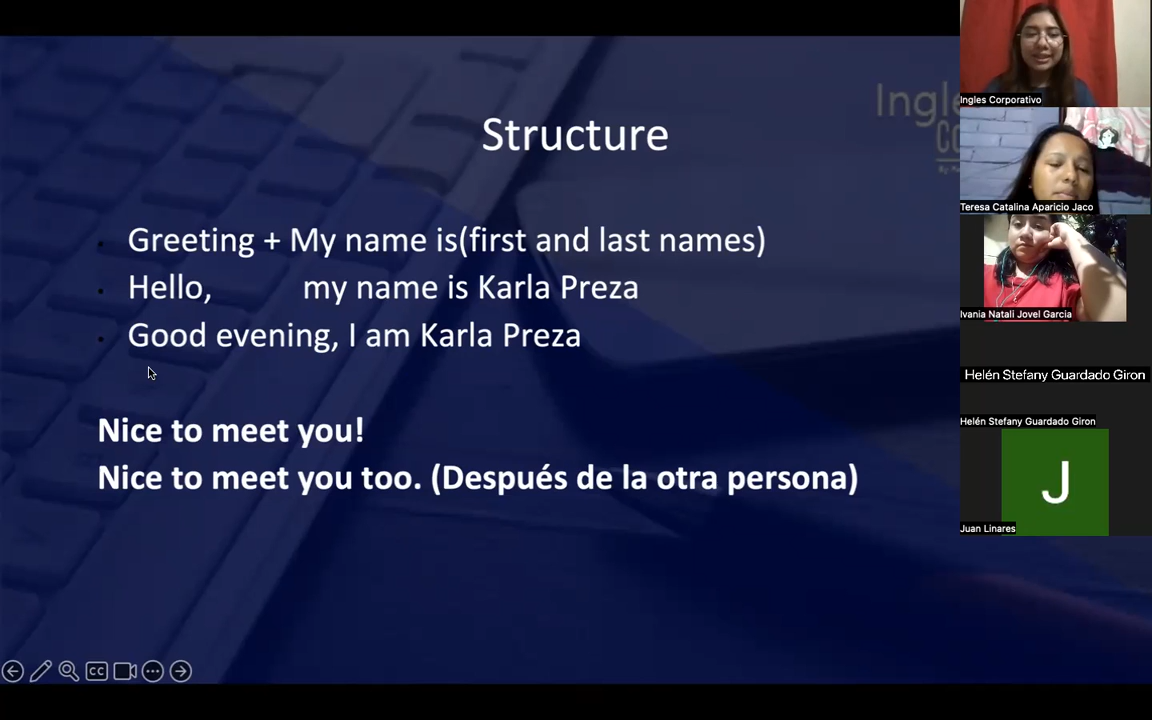 Structure
Greeting + My name is(first and last names)
Hello, my name is Karla Preza
Good evening, I am Karla Preza
Nice to meet you!
Nice to meet you too. (Después de la otra persona)
Ingles Corporativo
Teresa Catalina Aparicio Jaco
Ivania Natali Jovel Garcia
Helén Stefany Guardado Giron
Helén Stefany Guardado Giron
J
Juan Linares
CC